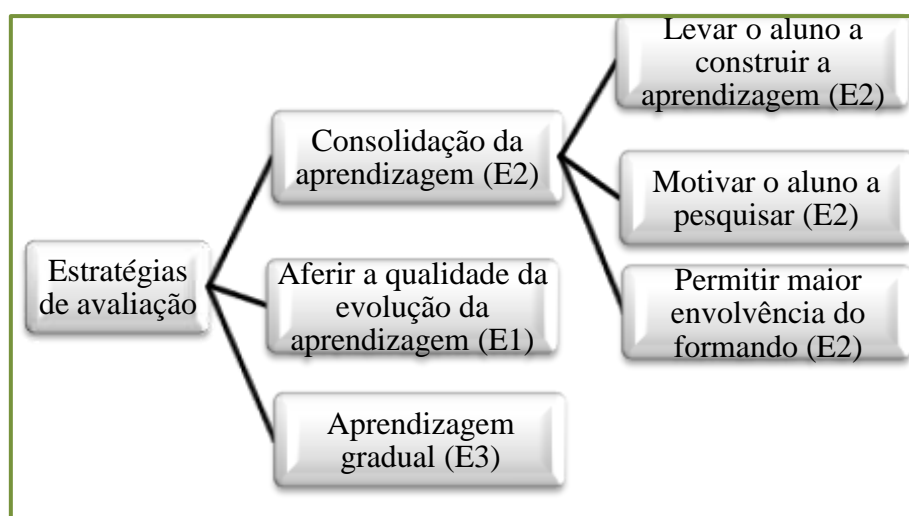 Estratégias
de avaliação
Consolidação da
aprendizagem (E2)
Aferir a qualidade da
evolução da
aprendizagem (E1)
Aprendizagem
gradual (E3)
Levar o aluno a
construir a
aprendizagem (E2)
Motivar o aluno a
pesquisar (E2)
Permitir maior
envolvência do
formando (E2)